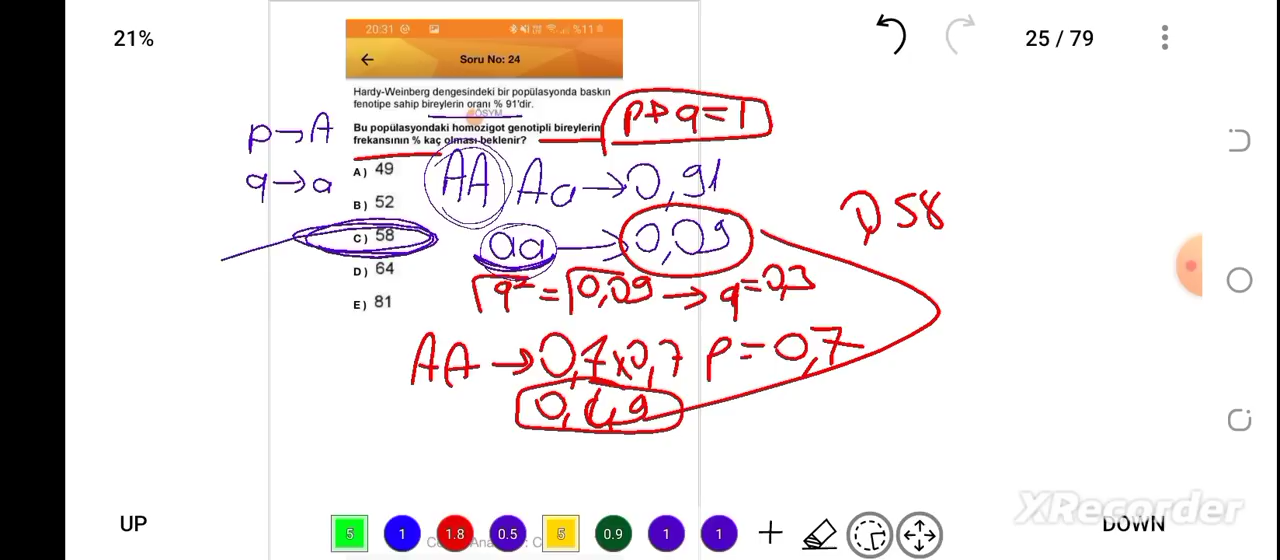 21%
25 / 79
20:31
%11
Soru No: 24
Hardy-Weinberg dengesindeki bir popülasyonda baskın
fenotipe sahip bireylerin oranı % 91'dir.
ÖSYM
Bu popülasyondaki homozigot genotipli bireylerin
frekansının % kaç olması beklenir?
p+q=1
p→A
q→a
A) 49
B) 52
C) 58
D) 64
E) 81
AA Aa → 0,91
aa → 0,09
√q² = √0,09 → q=0,3
AA → 0,7x0,7 p=0,7
0,49
0,58
UP
5 1 1.8 0.5 5 0.9 1 1
XRecorder
DOWN